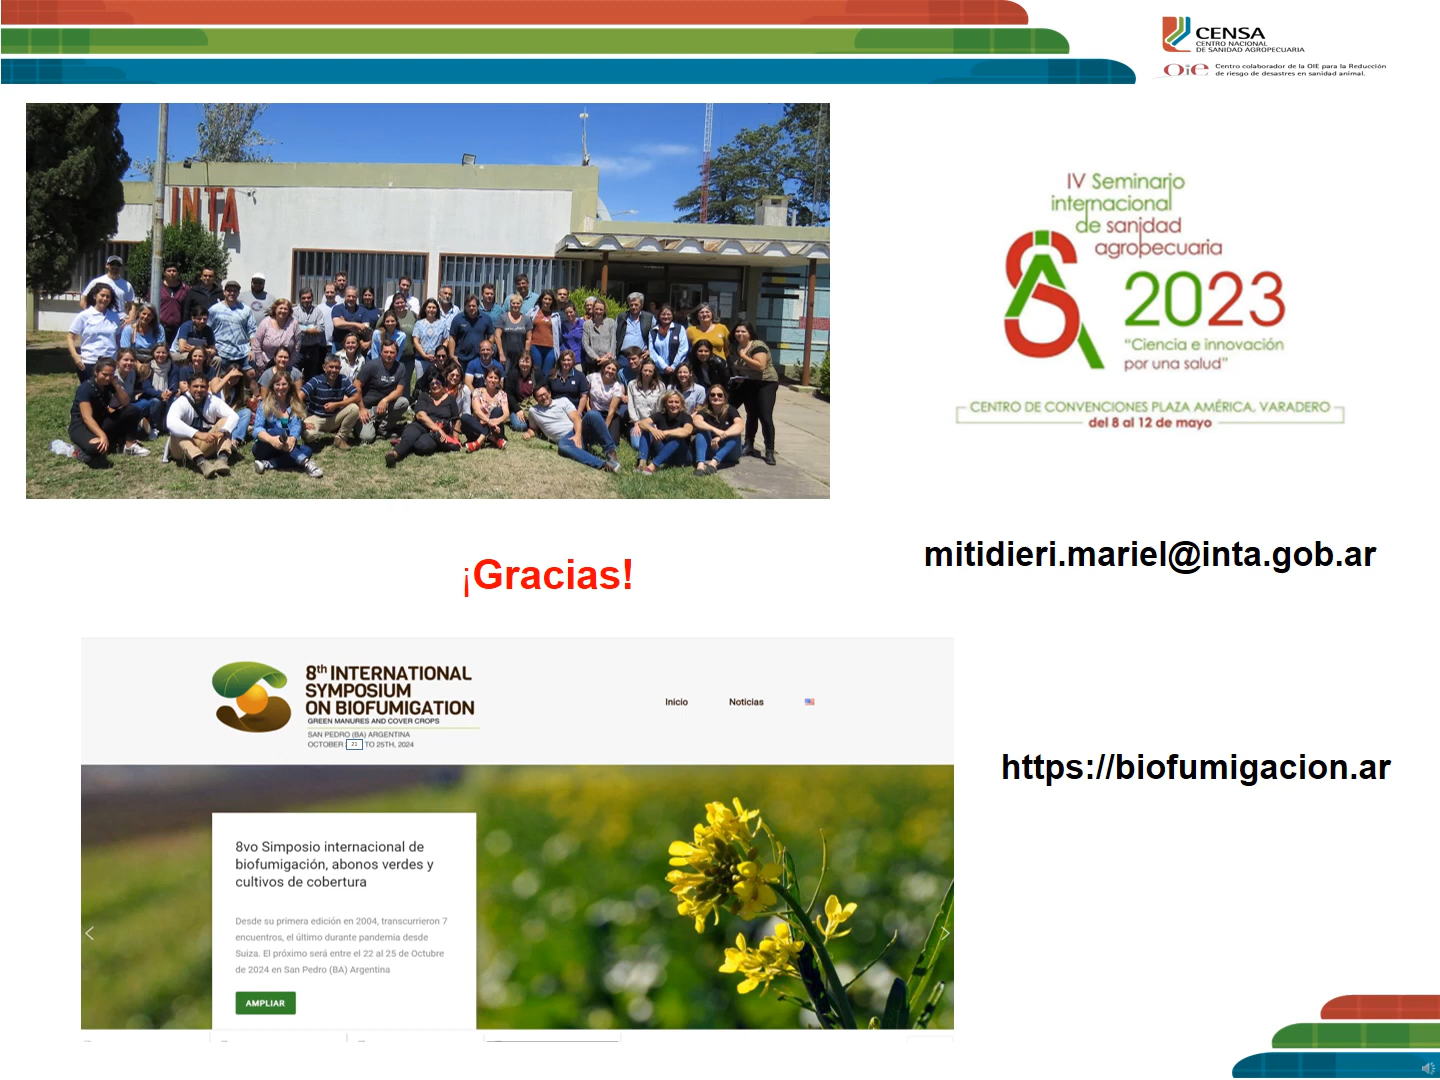 CENSA
CENTRO NACIONAL
DE SANIDAD AGROPECUARIA
OiE
Centro colaborador de la OIE para la Reducción
de riesgo de desastres en sanidad animal.
INTA
IV Seminario
internacional
de sanidad
agropecuaria
2023
"Ciencia e innovación
por una salud"
CENTRO DE CONVENCIONES PLAZA AMÉRICA, VARADERO
del 8 al 12 de mayo
mitidieri.mariel@inta.gob.ar
¡Gracias!
8th INTERNATIONAL
SYMPOSIUM
ON BIOFUMIGATION
GREEN MANURES AND COVER CROPS
SAN PEDRO (BA) ARGENTINA
OCTOBER 21 TO 25TH, 2024
Inicio
Noticias
https://biofumigacion.ar
8vo Simposio internacional de
biofumigación, abonos verdes y
cultivos de cobertura
Desde su primera edición en 2004, transcurrieron 7
encuentros, el último durante pandemia desde
Suiza. El próximo será entre el 22 al 25 de Octubre
de 2024 en San Pedro (BA) Argentina
AMPLIAR